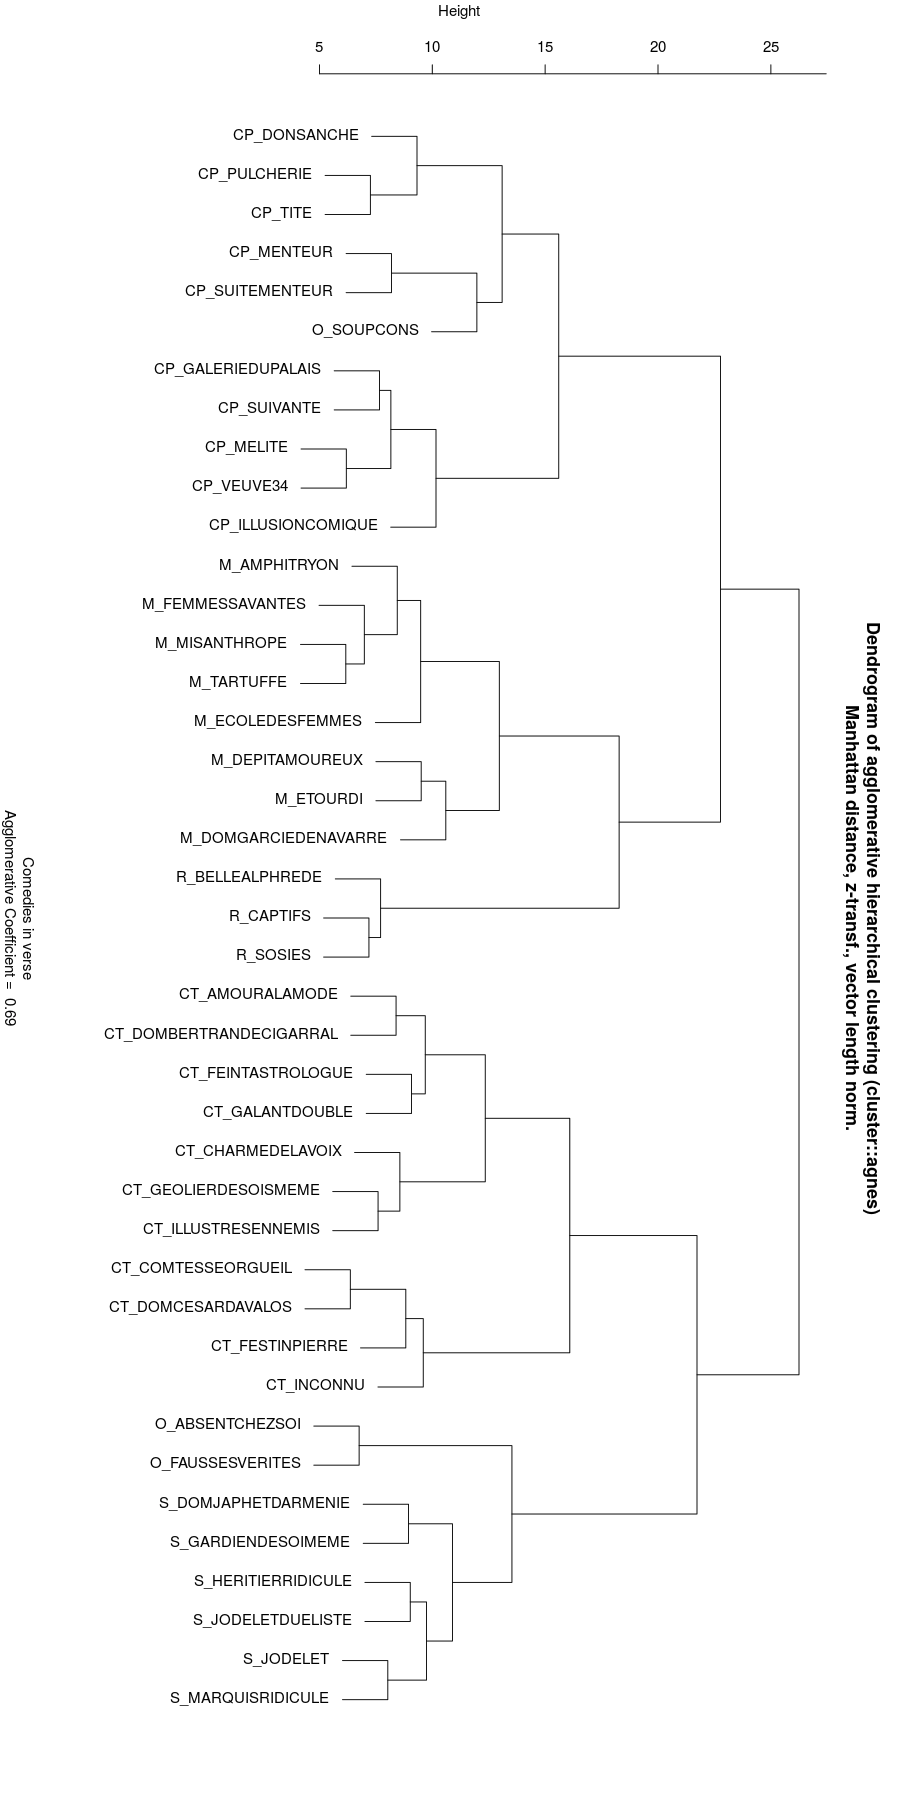 Height
5 10 15 20 25
CP_DONSANCHE
CP_PULCHERIE
CP_TITE
CP_MENTEUR
CP_SUITEMENTEUR
O_SOUPCONS
CP_GALERIEDUPALAIS
CP_SUIVANTE
CP_MELITE
CP_VEUVE34
CP_ILLUSIONCOMIQUE
M_AMPHITRYON
M_FEMMESSAVANTES
M_MISANTHROPE
M_TARTUFFE
M_ECOLEDESFEMMES
M_DEPITAMOUREUX
M_ETOURDI
M_DOMGARCIEDENAVARRE
R_BELLEALPHREDE
R_CAPTIFS
R_SOSIES
CT_AMOURALAMODE
CT_DOMBERTRANDECIGARRAL
CT_FEINTASTROLOGUE
CT_GALANTDOUBLE
CT_CHARMEDELAVOIX
CT_GEOLIERDESOISMEME
CT_ILLUSTRESENNEMIS
CT_COMTESSEORGUEIL
CT_DOMCESARDAVALOS
CT_FESTINPIERRE
CT_INCONNU
O_ABSENTCHEZSOI
O_FAUSSESVERITES
S_DOMJAPHETDARMENIE
S_GARDIENDESOIMEME
S_HERITIERRIDICULE
S_JODELETDUELISTE
S_JODELET
S_MARQUISRIDICULE
Dendrogram of agglomerative hierarchical clustering (cluster::agnes)
Manhattan distance, z-transf., vector length norm.
Comedies in verse
Agglomerative Coefficient = 0.69